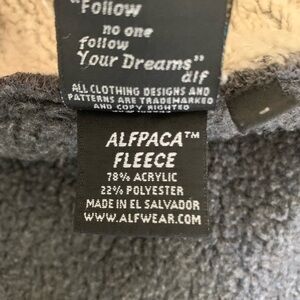 "Follow
no one
follow
Your Dreams"
alf
ALL CLOTHING DESIGNS AND
PATTERNS ARE TRADEMARKED
AND COPY RIGHTED
ALFPACA™
FLEECE
78% ACRYLIC
22% POLYESTER
MADE IN EL SALVADOR
WWW.ALFWEAR.COM